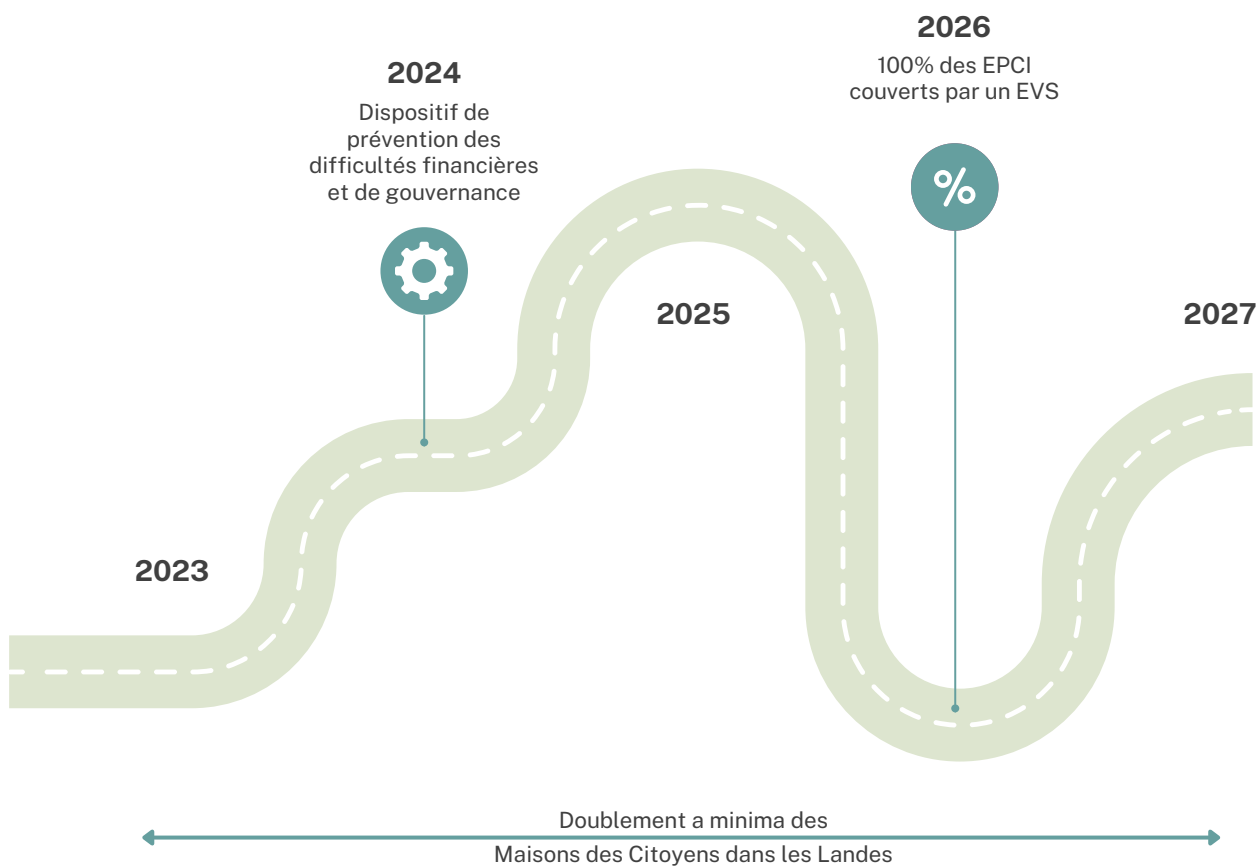 2023
2024
Dispositif de
prévention des
difficultés financières
et de gouvernance
2025
2026
100% des EPCI
couverts par un EVS
%
2027
Doublement a minima des
Maisons des Citoyens dans les Landes